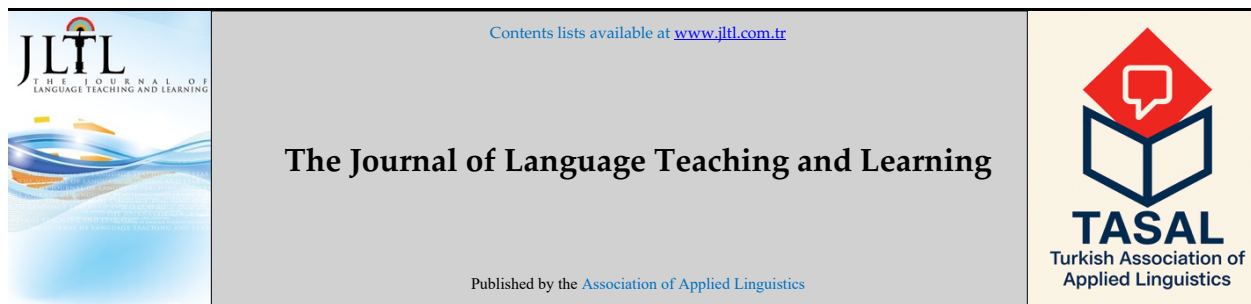 JLTL
THE JOURNAL OF
LANGUAGE TEACHING AND LEARNING
Contents lists available at www.jltl.com.tr
The Journal of Language Teaching and Learning
Published by the Association of Applied Linguistics
TASAL
Turkish Association of
Applied Linguistics